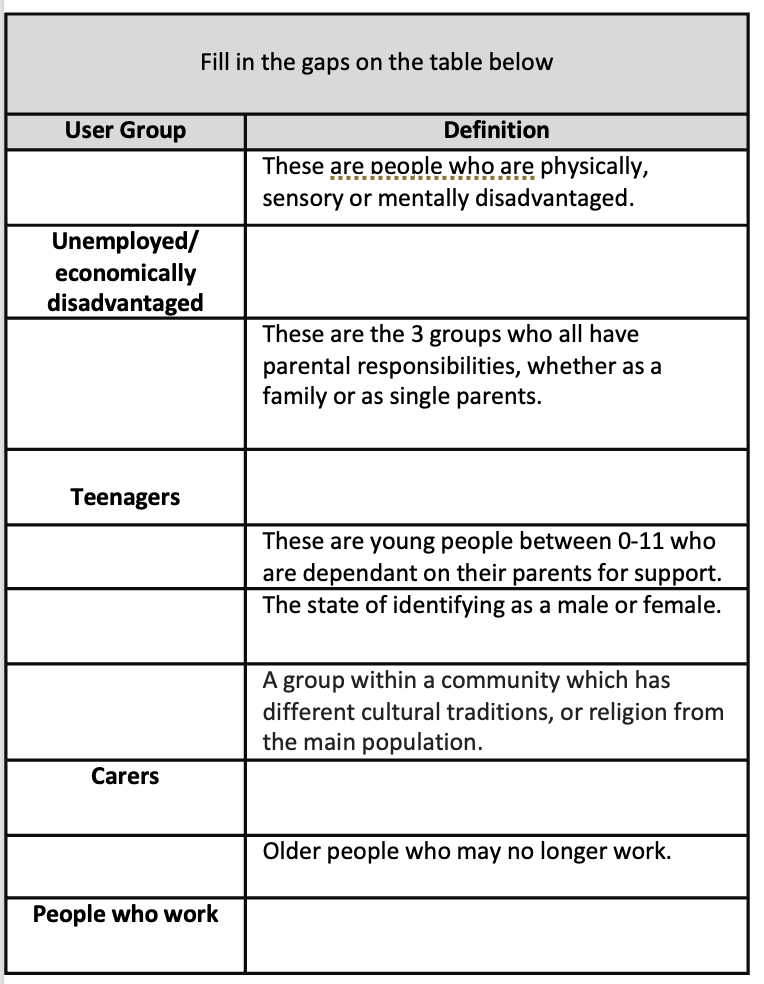 Fill in the gaps on the table below
User Group
Definition
These are people who are physically,
sensory or mentally disadvantaged.
Unemployed/
economically
disadvantaged
These are the 3 groups who all have
parental responsibilities, whether as a
family or as single parents.
Teenagers
These are young people between 0-11 who
are dependant on their parents for support.
The state of identifying as a male or female.
A group within a community which has
different cultural traditions, or religion from
the main population.
Carers
Older people who may no longer work.
People who work